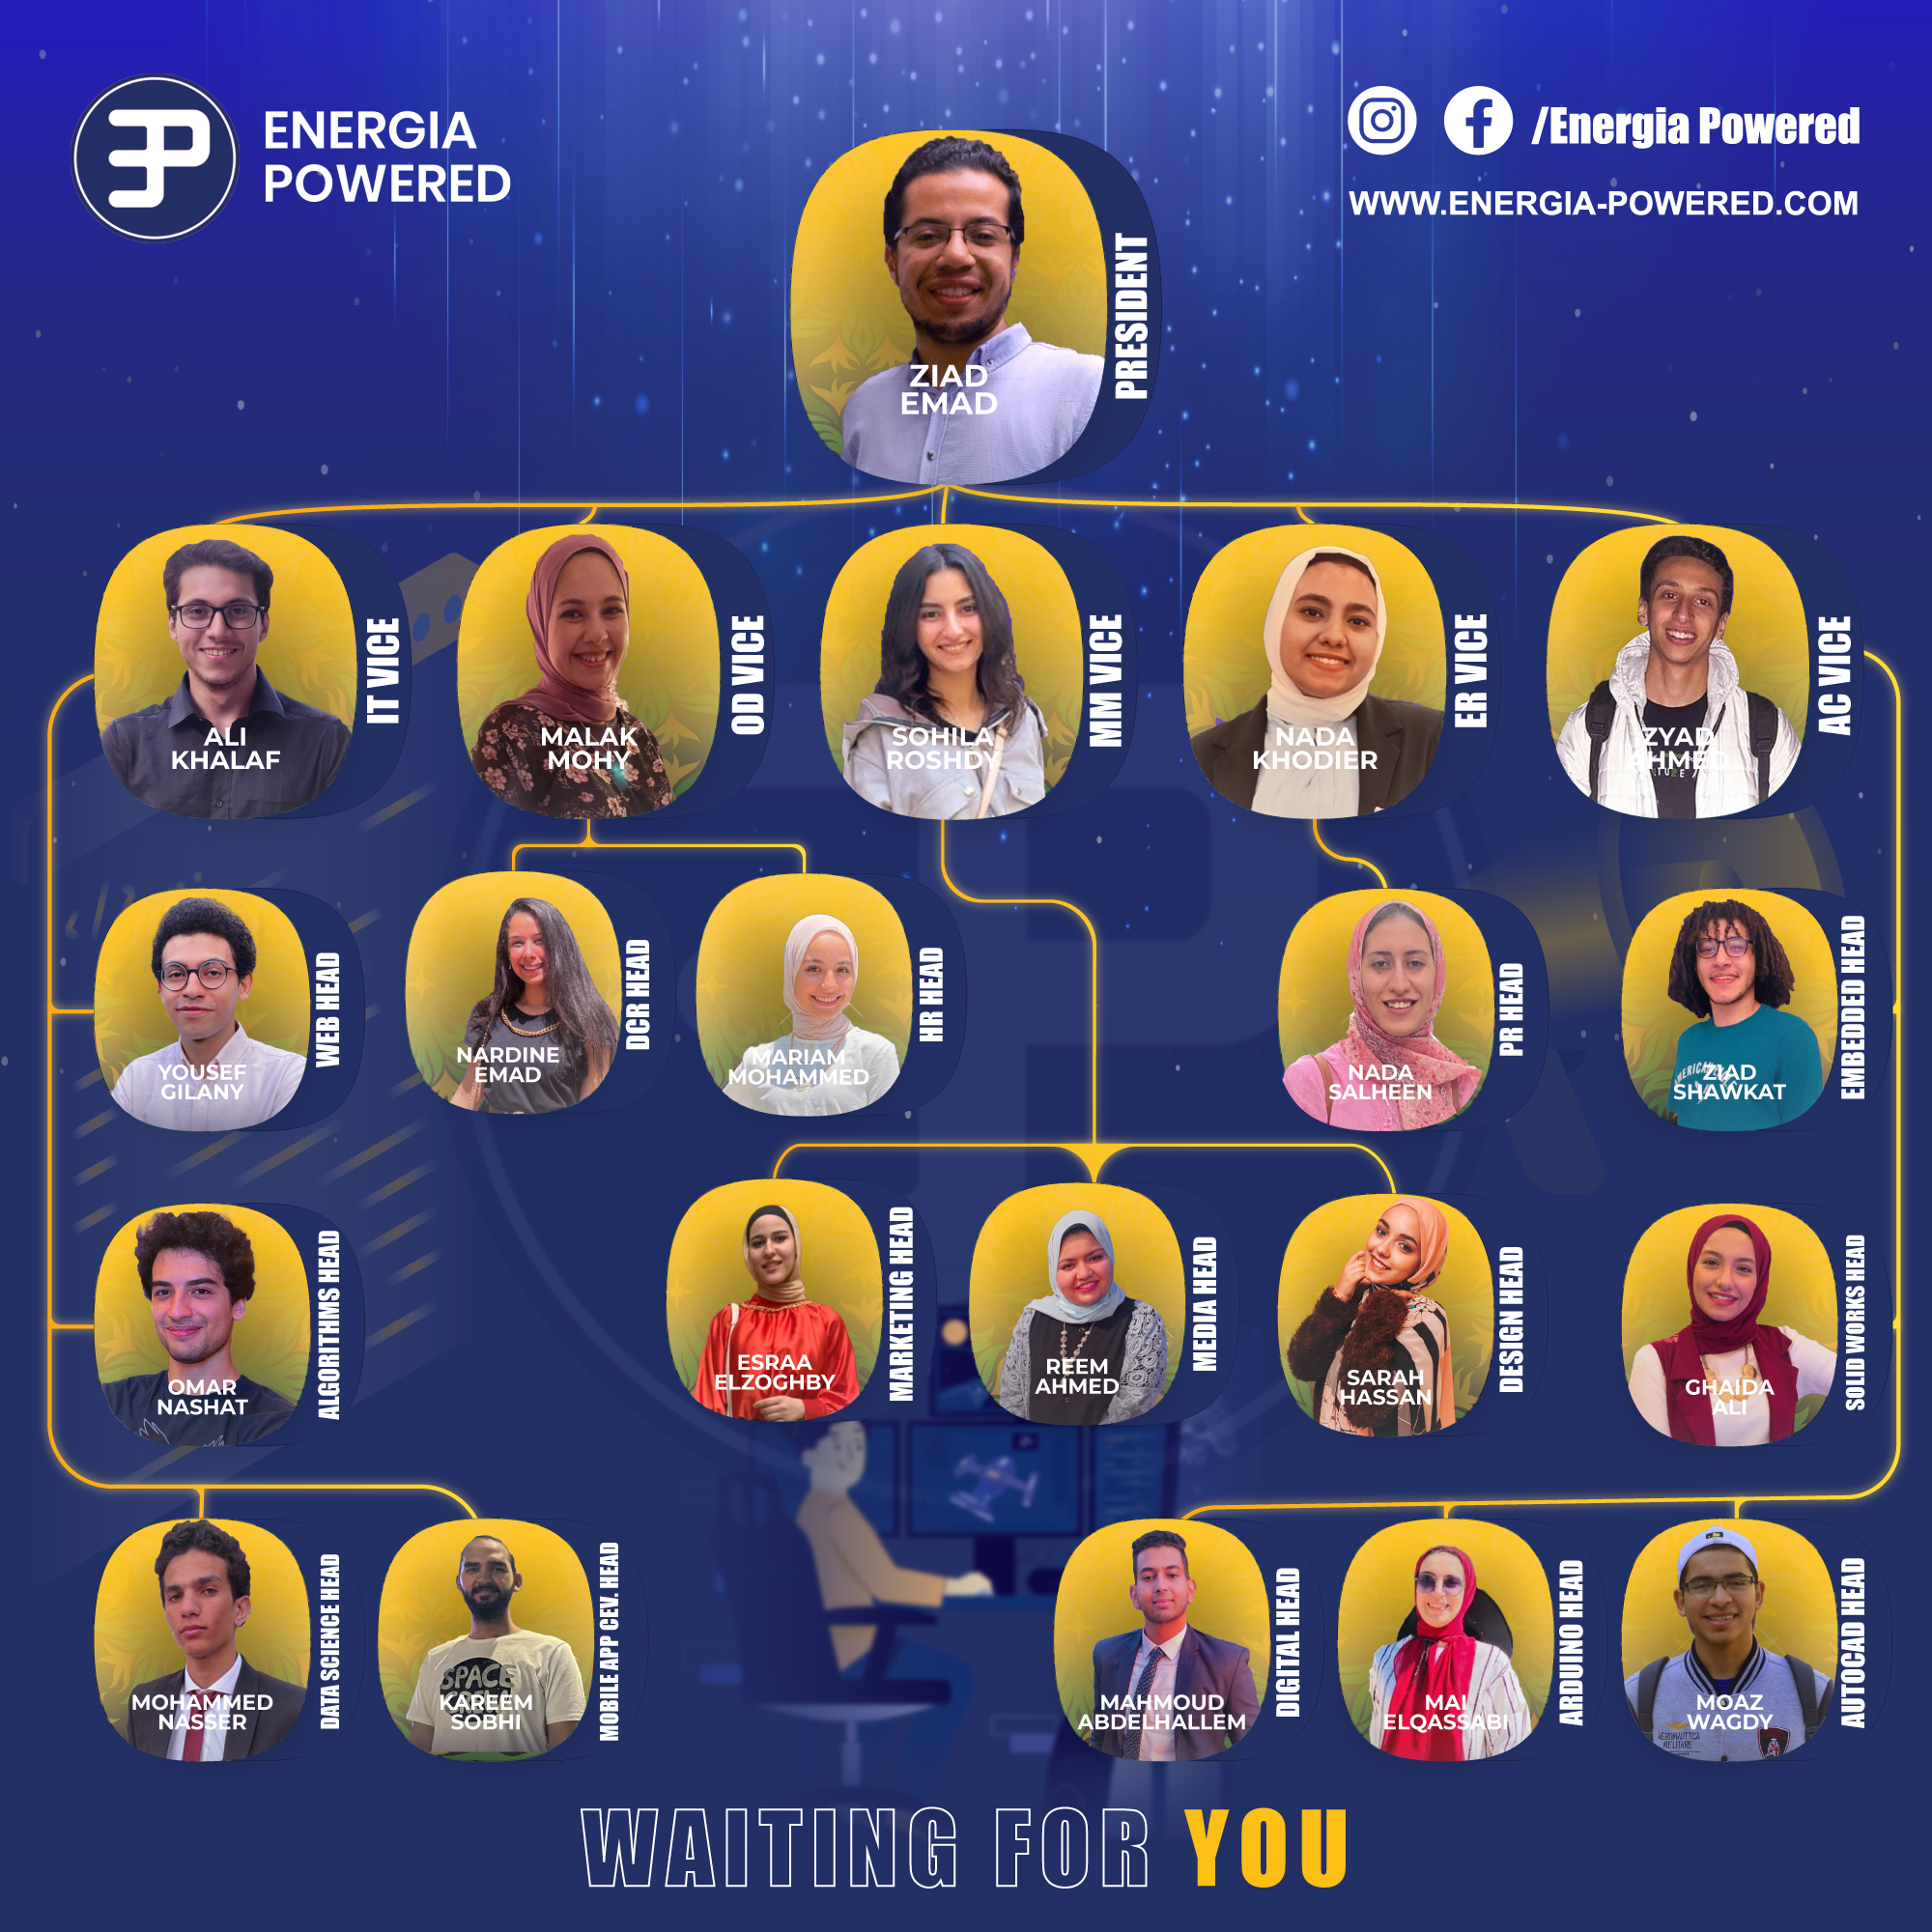 ENERGIA
POWERED
/Energia Powered
WWW.ENERGIA-POWERED.COM
ZIAD
EMAD
PRESIDENT
ALI
KHALAF
IT VICE
MALAK
MOHY
OD VICE
SOHILA
ROSHDY
MM VICE
NADA
KHODIER
ER VICE
ZYAD
AHMED
AC VICE
YOUSEF
GILANY
WEB HEAD
NARDINE
EMAD
DCR HEAD
MARIAM
MOHAMMED
HR HEAD
NADA
SALHEEN
PR HEAD
ZIAD
SHAWKAT
EMBEDDED HEAD
OMAR
NASHAT
ALGORITHMS HEAD
ESRAA
ELZOGHBY
MARKETING HEAD
REEM
AHMED
MEDIA HEAD
SARAH
HASSAN
DESIGN HEAD
GHAIDA
ALI
SOLID WORKS HEAD
MOHAMMED
NASSER
DATA SCIENCE HEAD
SPACE
KAREEM
SOBHI
MOBILE APP CEV. HEAD
MAHMOUD
ABDELHALLEM
DIGITAL HEAD
MAI
ELQASSABI
ARDUINO HEAD
MOAZ
WAGDY
AUTOCAD HEAD
WAITING FOR YOU